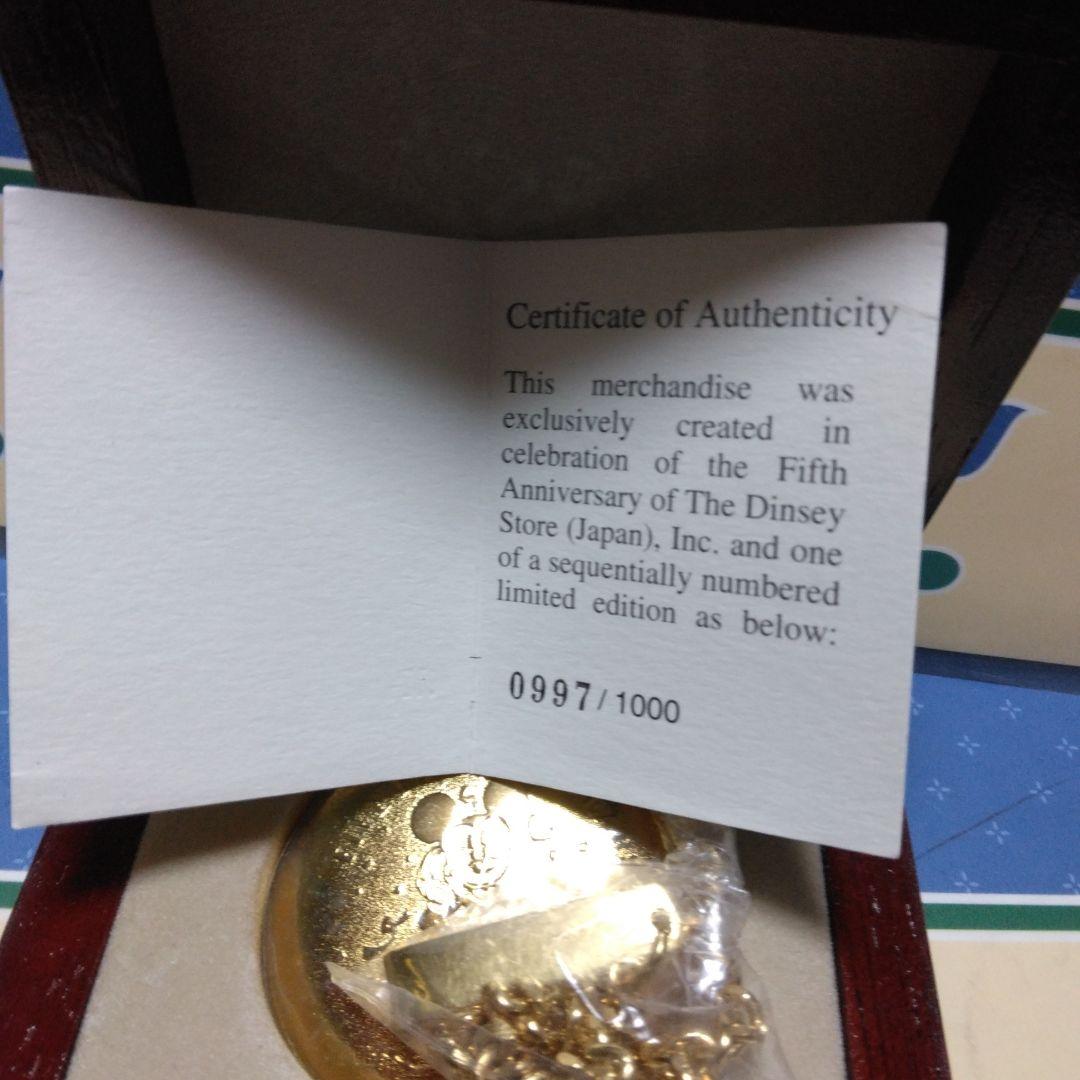 Certificate of Authenticity
This merchandise was
exclusively created in
celebration of the Fifth
Anniversary of The Dinsey
Store (Japan), Inc. and one
of a sequentially numbered
limited edition as below:
0997/1000